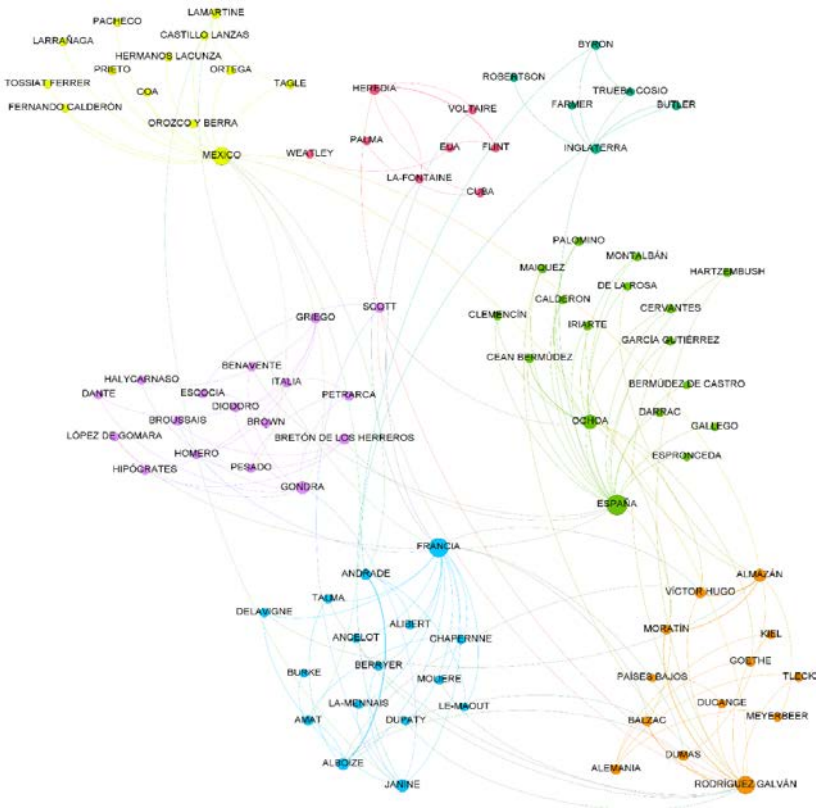 LAMARTINE
PACHECO
CASTILLO LANZAS
LARRAÑAGA
HERMANOS LACUNZA
PRIETO
ORTEGA
TOSSIAT FERRER
COA
TAGLE
FERNANDO CALDERÓN
OROZCO Y BERRA
MEXICO
HEREDIA
VOLTAIRE
PALMA
EUA
FLINT
WEATLEY
LA-FONTAINE
CUBA
BYRON
ROBERTSON
TRUEBA COSIO
FARMER
BUTLER
INGLATERRA
PALOMINO
MONTALBÁN
MAIQUEZ
HARTZEMBUSH
DE LA ROSA
CALDERON
CERVANTES
CLEMENCÍN
IRIARTE
GARCÍA GUTIÉRREZ
CEAN BERMÚDEZ
BERMÚDEZ DE CASTRO
DARRAC
OCHOA
GALLEGO
ESPRONCEDA
ESPAÑA
SCOTT
GRIEGO
BENAVENTE
HALYCARNASO
ITALIA
DANTE
ESCOCIA
PETRARCA
DIODORO
BROUSSAIS
BROWN
LÓPEZ DE GOMARA
BRETÓN DE LOS HERREROS
HOMERO
HIPÓCRATES
PESADO
GONDRA
FRANCIA
ANDRADE
TALMA
DELAVIGNE
ALIBERT
ANCELOT
CHAPERNNE
BERRYER
BURKE
MOLIERE
LA-MENNAIS
LE-MAOUT
AMAT
DUPATY
ALBOIZE
JANINE
ALMAZÁN
VÍCTOR HUGO
MORATÍN
KIEL
GOETHE
PAÍSES BAJOS
TLECK
DUCANGE
BALZAC
MEYERBEER
DUMAS
ALEMANIA
RODRÍGUEZ GALVÁN